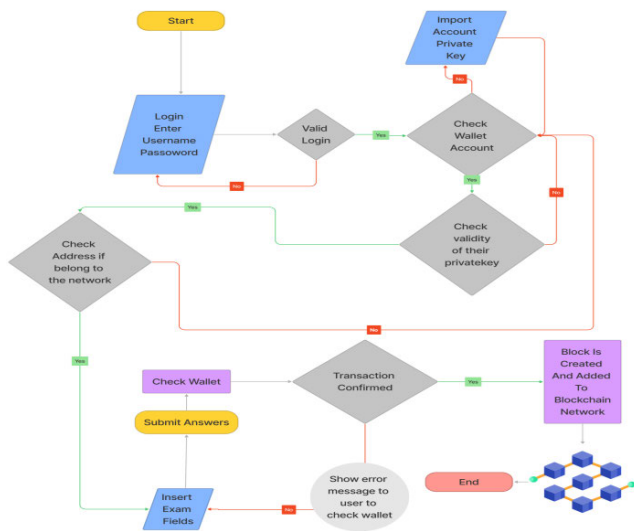 Start
Import
Account
Private
Key
No
Login
Enter
Username
Passoword
Valid
Login
Yes
Check
Wallet
Account
No
Yes
No
Yes
Check
validity
of their
privatekey
Check
Address if
belong to
the network
No
Yes
Check Wallet
Transaction
Confirmed
Yes
Block Is
Created
And Added
To
Blockchain
Network
Submit Answers
Show error
message to
user to
check wallet
End
Insert
Exam
Fields
No